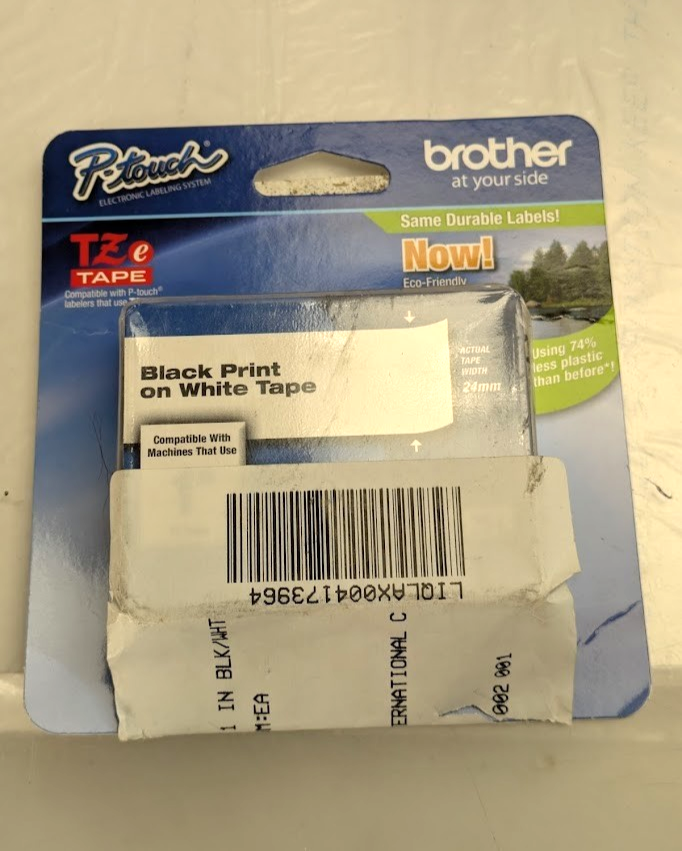 P-touch
ELECTRONIC LABELING SYSTEM
brother
at your side
Same Durable Labels!
TZe
TAPE
Compatible with P-touch®
labelers that use
Now!
Eco-Friendly
Using 74%
less plastic
than before*!
ACTUAL
TAPE
WIDTH
24mm
Black Print
on White Tape
Compatible With
Machines That Use
LIQLAX004173964
1 IN BLK/WHT
M:EA
ERNATIONAL C
002 001